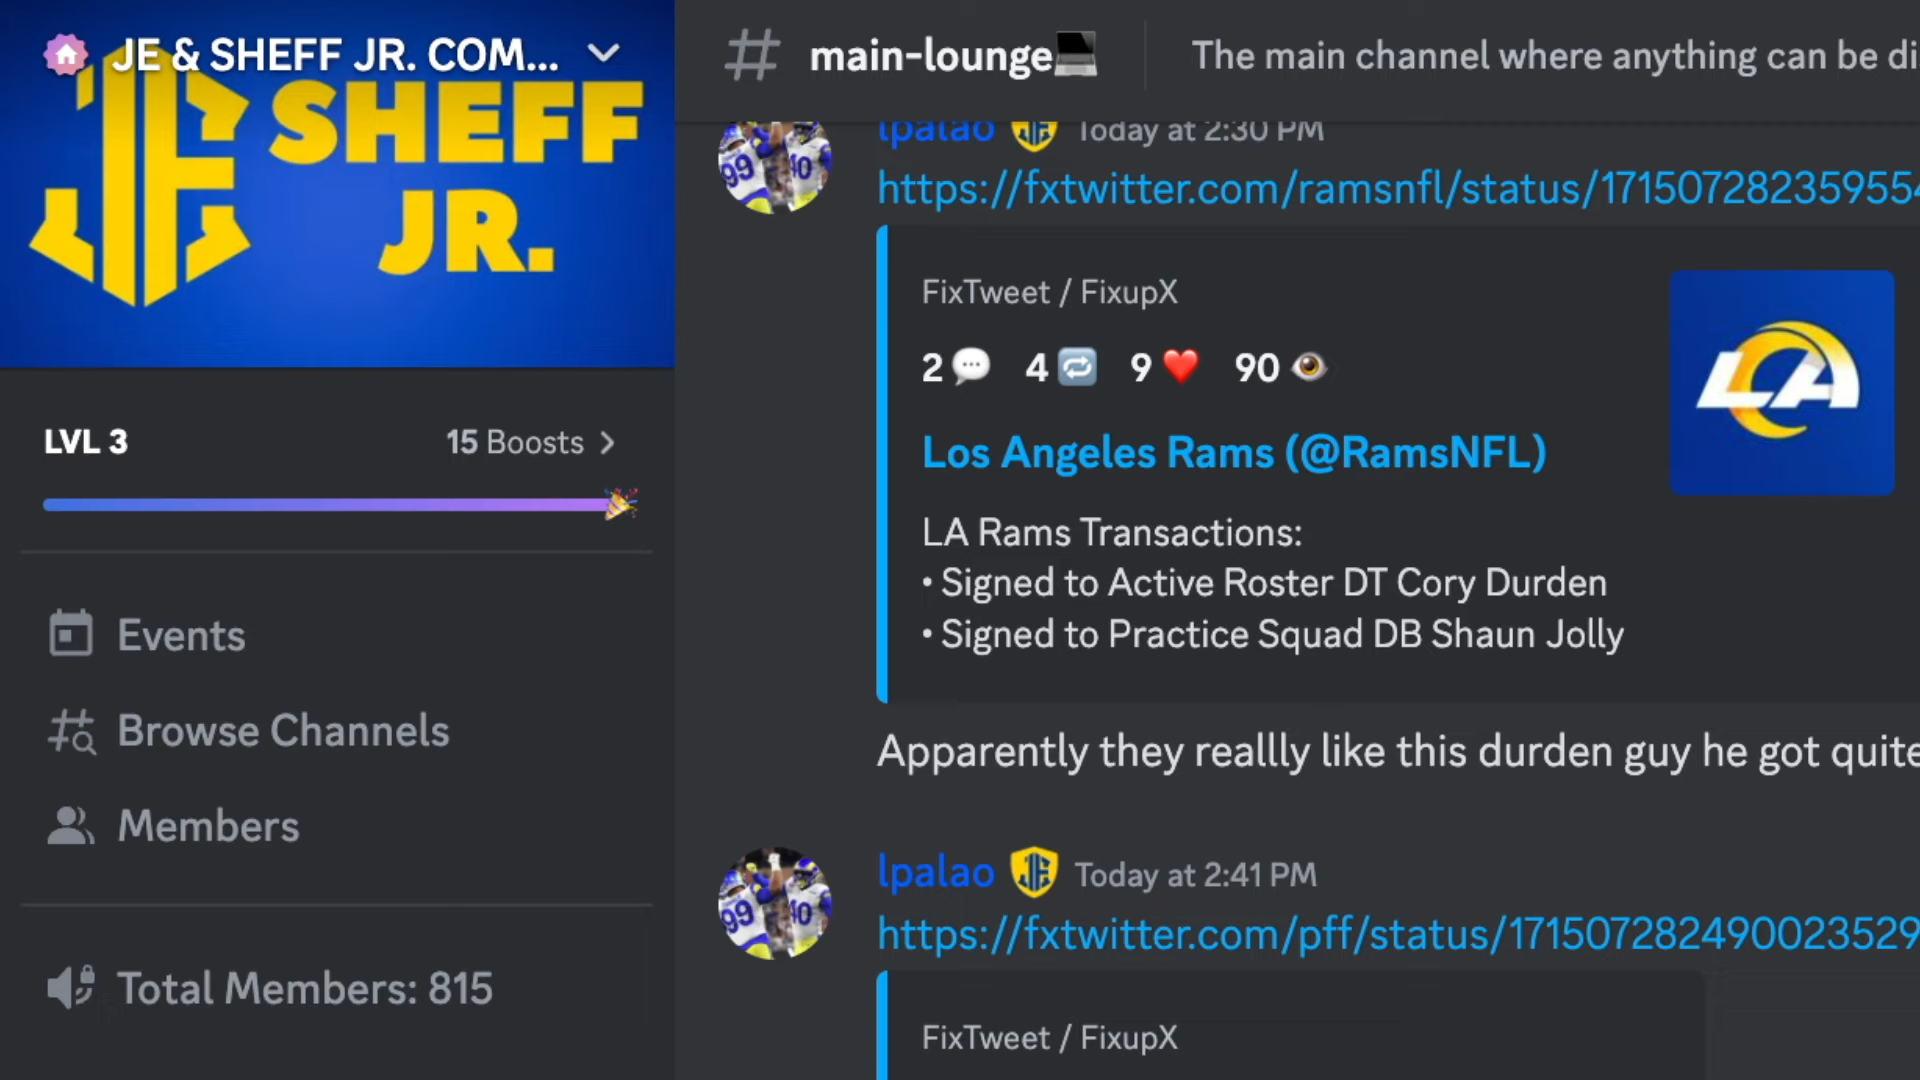 JE & SHEFF JR. COM...
SHEFF
JR.
LVL 3
15 Boosts
Events
Browse Channels
Members
Total Members: 815
main-lounge
The main channel where anything can be di
lpalao Today at 2:30 PM
https://fxtwitter.com/ramsnfl/status/171507282359554
FixTweet / FixupX
2 4 9 90
Los Angeles Rams (@RamsNFL)
LA
LA Rams Transactions:
• Signed to Active Roster DT Cory Durden
• Signed to Practice Squad DB Shaun Jolly
Apparently they reallly like this durden guy he got quite
99 40
lpalao Today at 2:41 PM
https://fxtwitter.com/pff/status/171507282490023529
FixTweet / FixupX